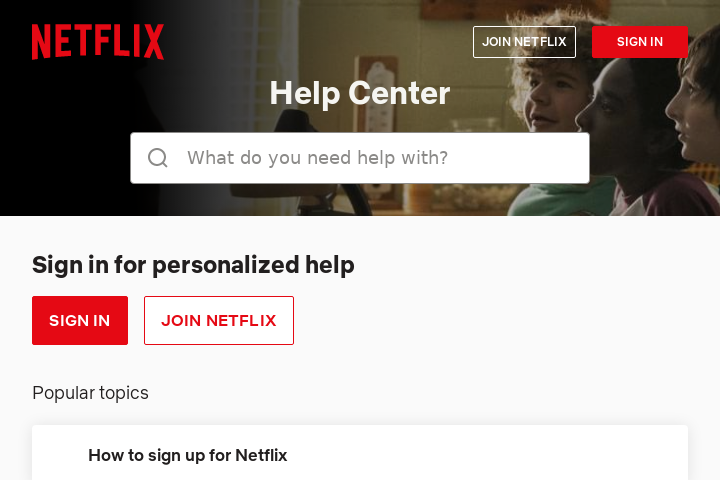 NETFLIX
JOIN NETFLIX
SIGN IN
Help Center
What do you need help with?
Sign in for personalized help
SIGN IN
JOIN NETFLIX
Popular topics
How to sign up for Netflix